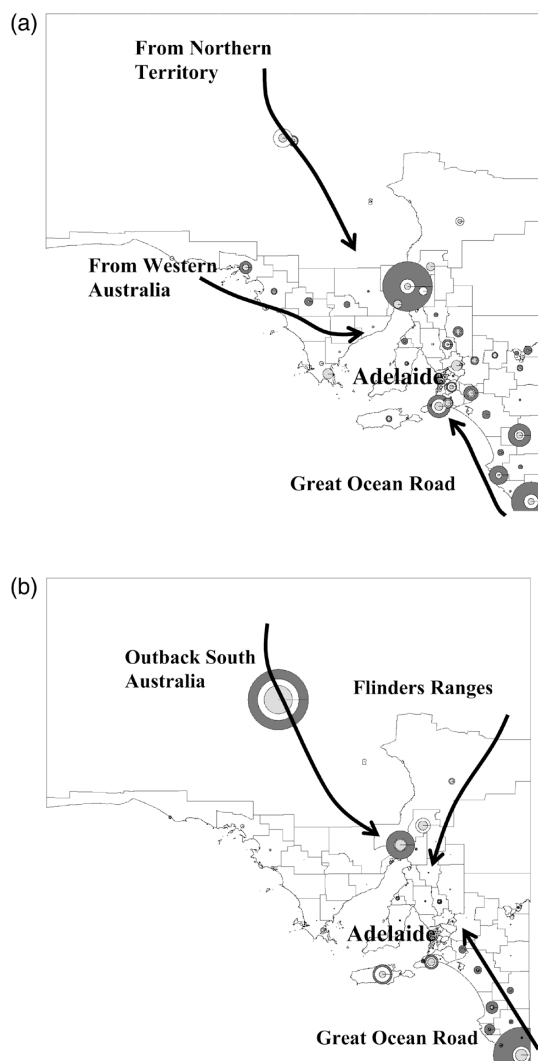 (a)
From Northern
Territory
From Western
Australia
Adelaide
Great Ocean Road
(b)
Outback South
Australia
Flinders Ranges
Adelaide
Great Ocean Road